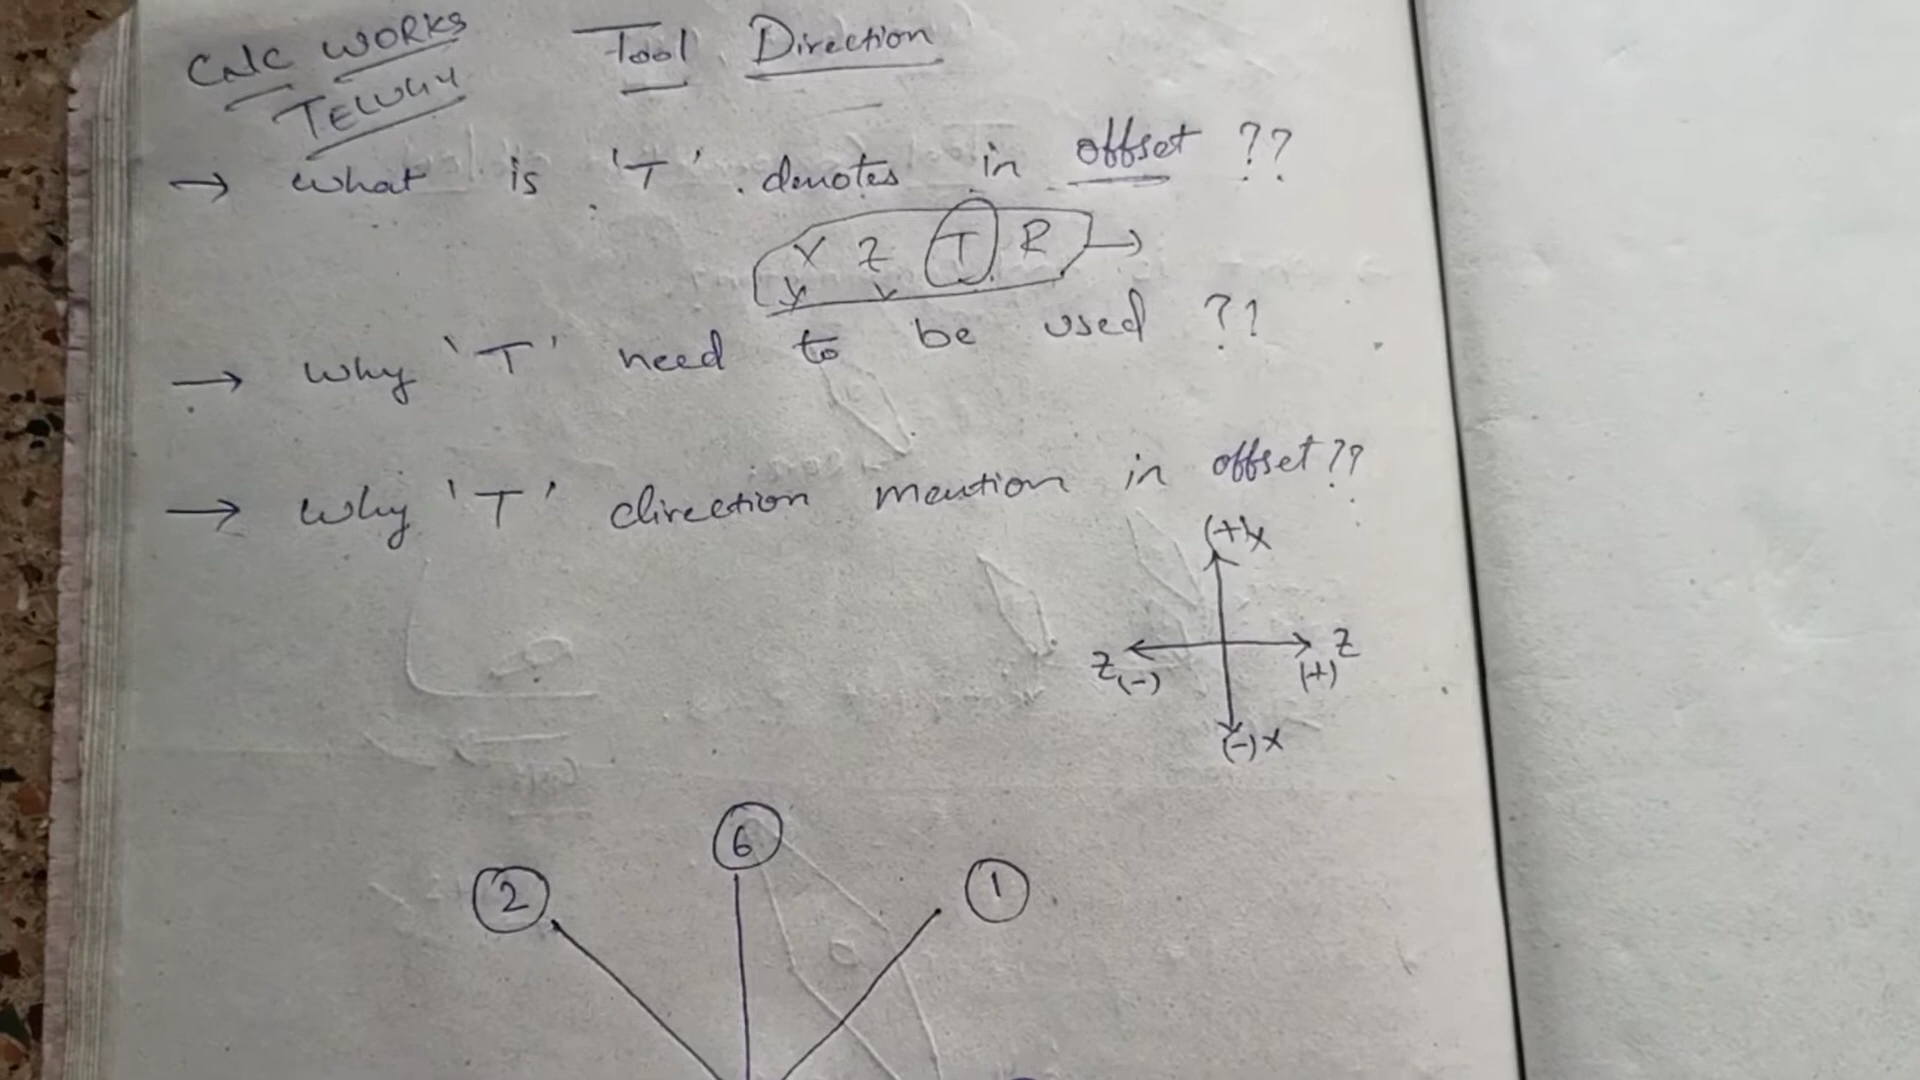 CNC WORKS
TELUGU
Tool Direction
→ What is 'T' denotes in offset ??
X Z T R →
→ Why 'T' need to be used ??
→ Why 'T' direction mention in offset ??
(+)X
Z(-)
Z(+)
(-)X
6
2
1